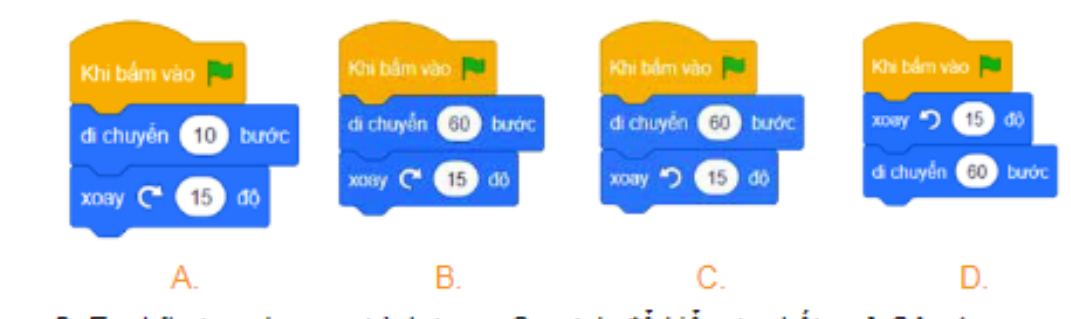 Khi bấm vào
di chuyển 10 bước
xoay 15 độ
A.
Khi bấm vào
di chuyển 60 bước
xoay 15 độ
B.
Khi bấm vào
di chuyển 60 bước
xoay 15 độ
C.
Khi bấm vào
xoay 15 độ
di chuyển 60 bước
D.